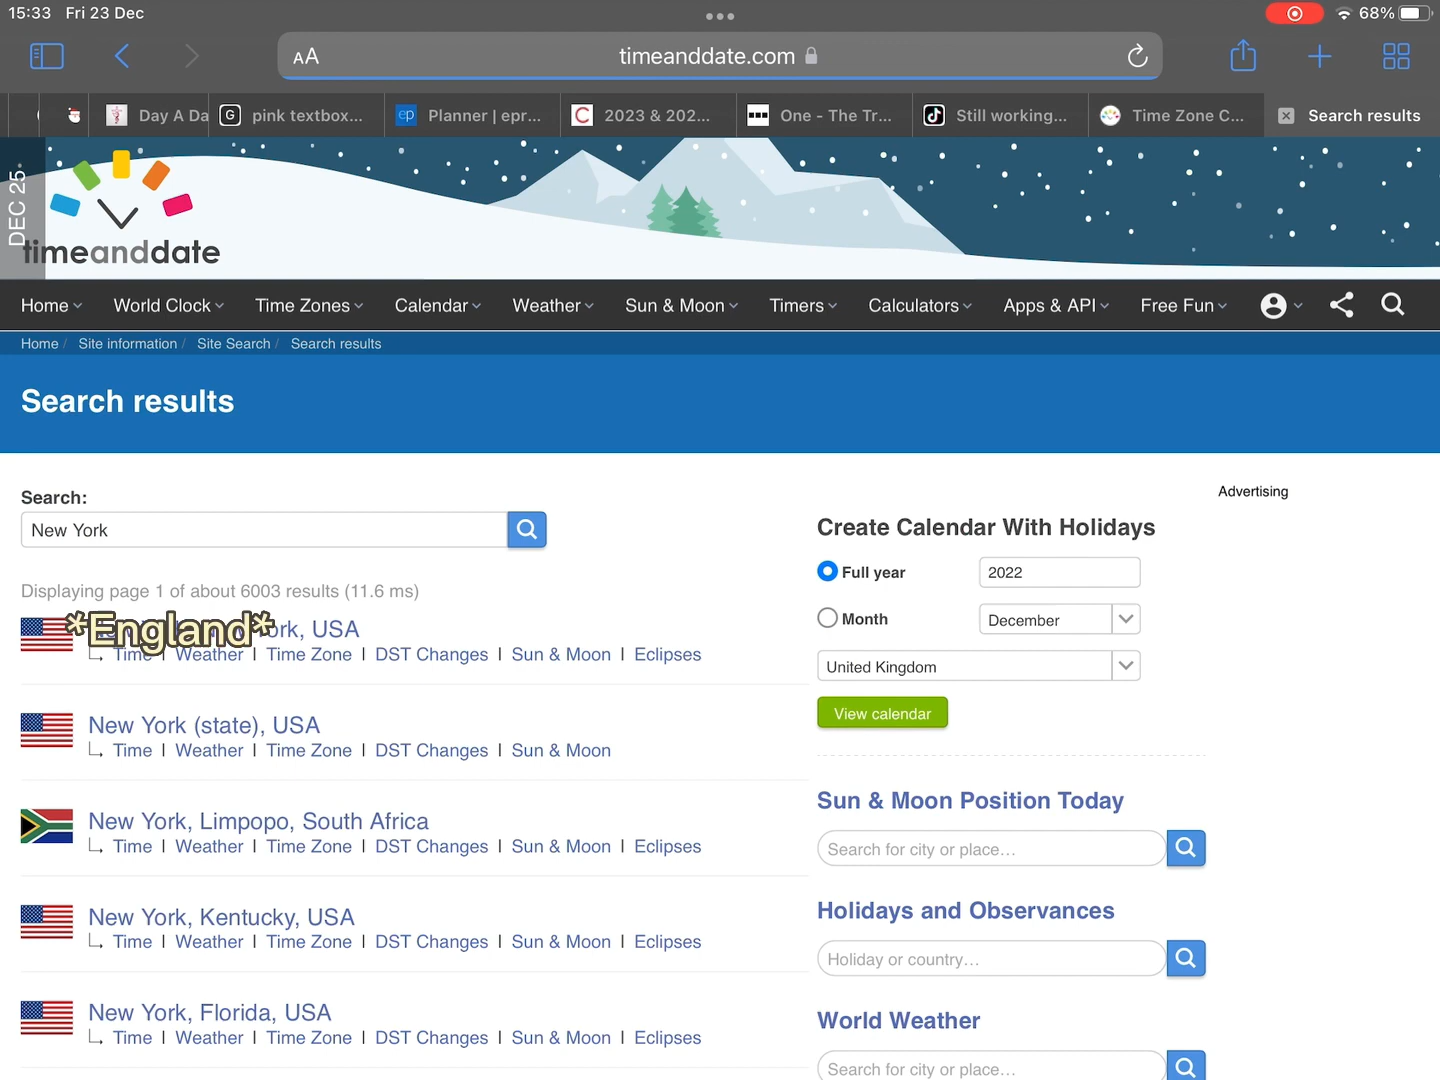 15:33 Fri 23 Dec
68%
AA
timeanddate.com
Day A Da
pink textbox...
Planner | epr...
2023 & 202...
One - The Tr...
Still working...
Time Zone C...
Search results
DEC 25
timeanddate
Home
World Clock
Time Zones
Calendar
Weather
Sun & Moon
Timers
Calculators
Apps & API
Free Fun
Home / Site information / Site Search / Search results
Search results
Search:
New York
Displaying page 1 of about 6003 results (11.6 ms)
*England*
rk, USA
Time | Weather | Time Zone | DST Changes | Sun & Moon | Eclipses
New York (state), USA
Time | Weather | Time Zone | DST Changes | Sun & Moon
New York, Limpopo, South Africa
Time | Weather | Time Zone | DST Changes | Sun & Moon | Eclipses
New York, Kentucky, USA
Time | Weather | Time Zone | DST Changes | Sun & Moon | Eclipses
New York, Florida, USA
Time | Weather | Time Zone | DST Changes | Sun & Moon | Eclipses
Advertising
Create Calendar With Holidays
Full year
2022
Month
December
United Kingdom
View calendar
Sun & Moon Position Today
Search for city or place...
Holidays and Observances
Holiday or country...
World Weather
Search for city or place...